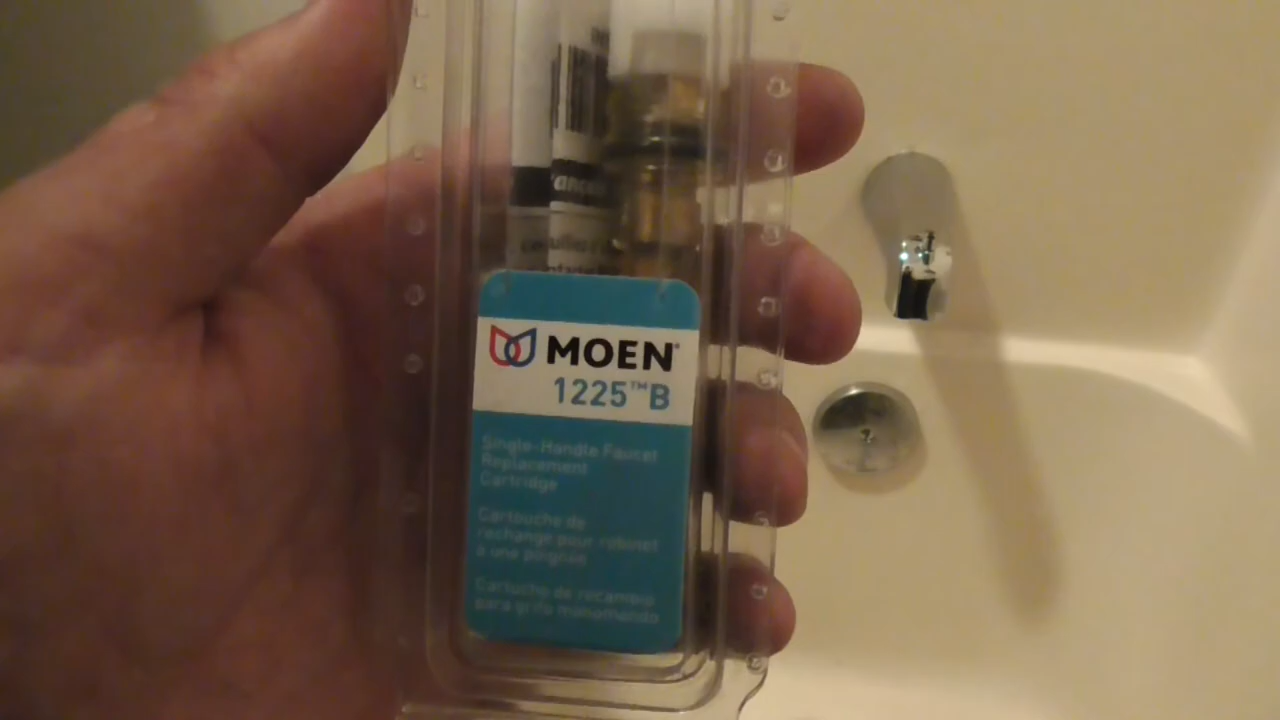 MOEN®
1225™B
Single-Handle Faucet
Replacement
Cartridge
Cartouche de
rechange pour robinet
à une poignée
Cartucho de recambio
para grifo monomando